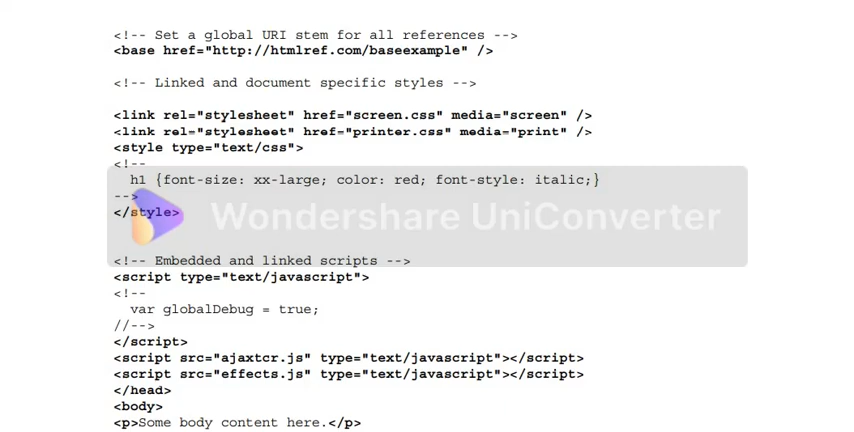 <!-- Set a global URI stem for all references -->
<base href="http://htmlref.com/baseexample" />
<!-- Linked and document specific styles -->
<link rel="stylesheet" href="screen.css" media="screen" />
<link rel="stylesheet" href="printer.css" media="print" />
<style type="text/css">
<!--
h1 {font-size: xx-large; color: red; font-style: italic;}
-->
</style>
Wondershare UniConverter
<!-- Embedded and linked scripts -->
<script type="text/javascript">
<!--
var globalDebug = true;
//-->
</script>
<script src="ajaxtcr.js" type="text/javascript"></script>
<script src="effects.js" type="text/javascript"></script>
</head>
<body>
<p>Some body content here.</p>